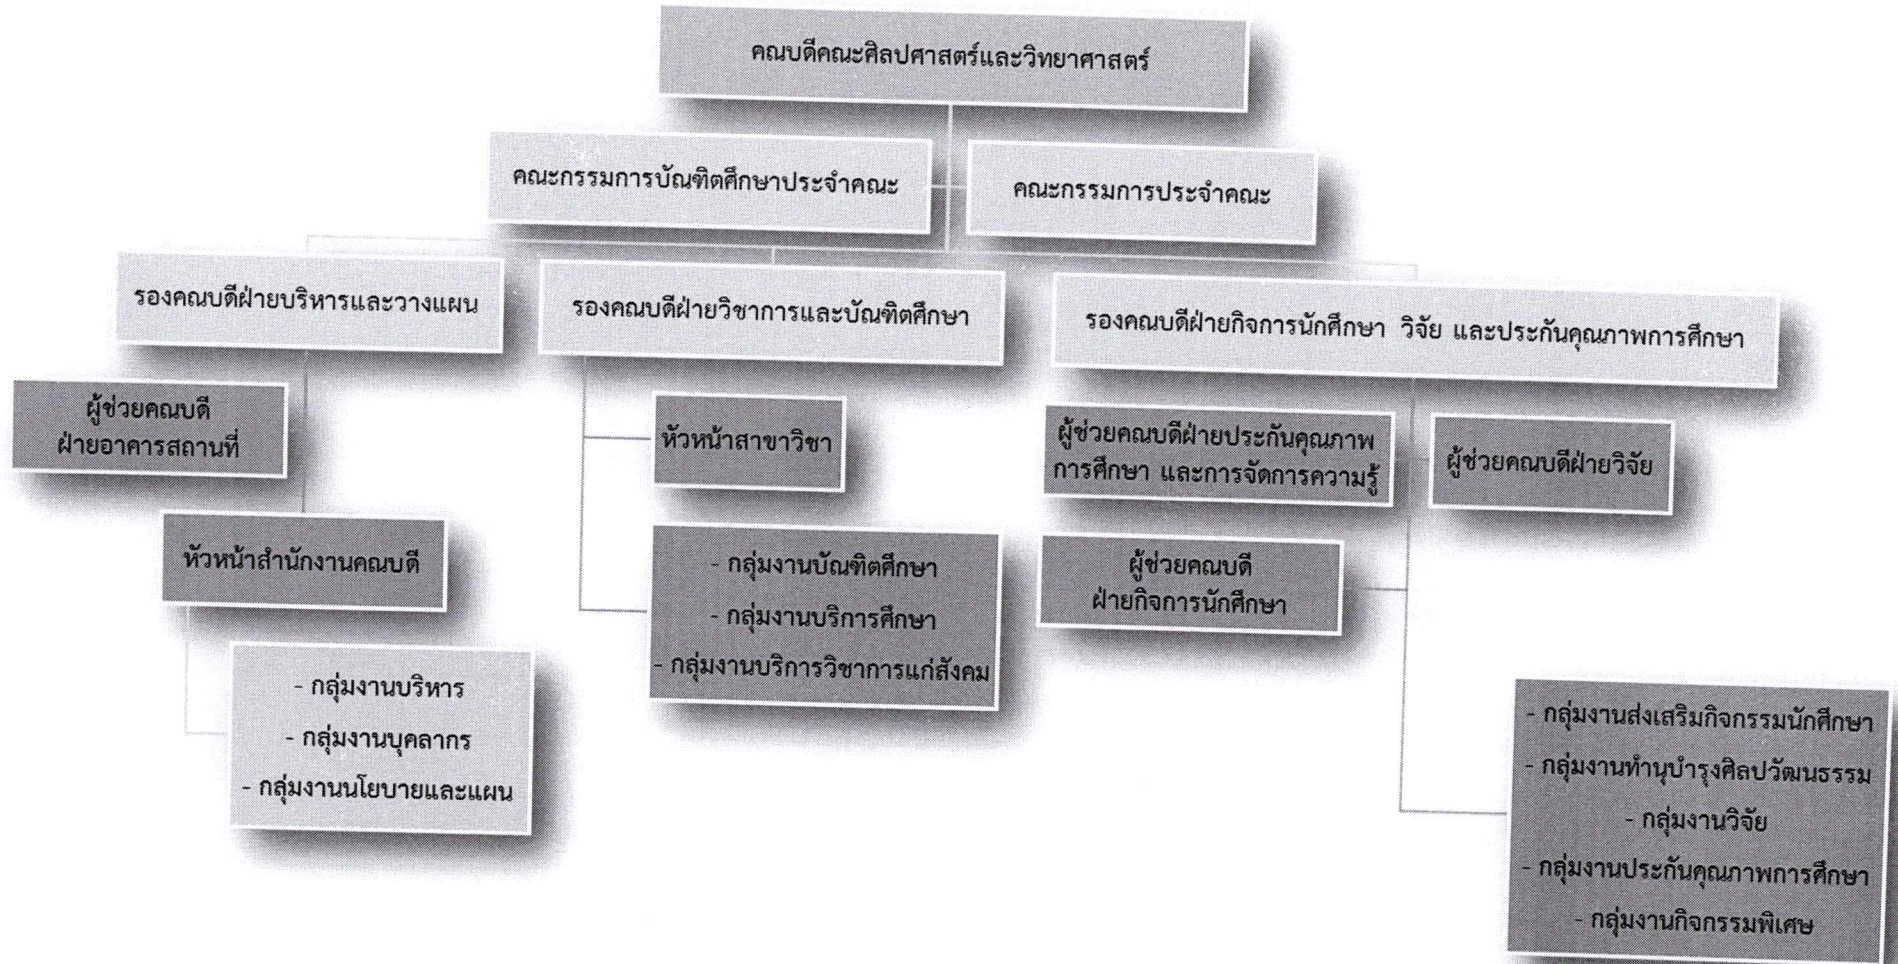 คณบดีคณะศิลปศาสตร์และวิทยาศาสตร์
คณะกรรมการบัณฑิตศึกษาประจำคณะ
คณะกรรมการประจำคณะ
รองคณบดีฝ่ายบริหารและวางแผน
รองคณบดีฝ่ายวิชาการและบัณฑิตศึกษา
รองคณบดีฝ่ายกิจการนักศึกษา วิจัย และประกันคุณภาพการศึกษา
ผู้ช่วยคณบดี
ฝ่ายอาคารสถานที่
หัวหน้าสาขาวิชา
ผู้ช่วยคณบดีฝ่ายประกันคุณภาพ
การศึกษา และการจัดการความรู้
ผู้ช่วยคณบดีฝ่ายวิจัย
หัวหน้าสำนักงานคณบดี
- กลุ่มงานบัณฑิตศึกษา
- กลุ่มงานบริการศึกษา
- กลุ่มงานบริการวิชาการแก่สังคม
ผู้ช่วยคณบดี
ฝ่ายกิจการนักศึกษา
- กลุ่มงานบริหาร
- กลุ่มงานบุคลากร
- กลุ่มงานนโยบายและแผน
- กลุ่มงานส่งเสริมกิจกรรมนักศึกษา
- กลุ่มงานทำนุบำรุงศิลปวัฒนธรรม
- กลุ่มงานวิจัย
- กลุ่มงานประกันคุณภาพการศึกษา
- กลุ่มงานกิจกรรมพิเศษ